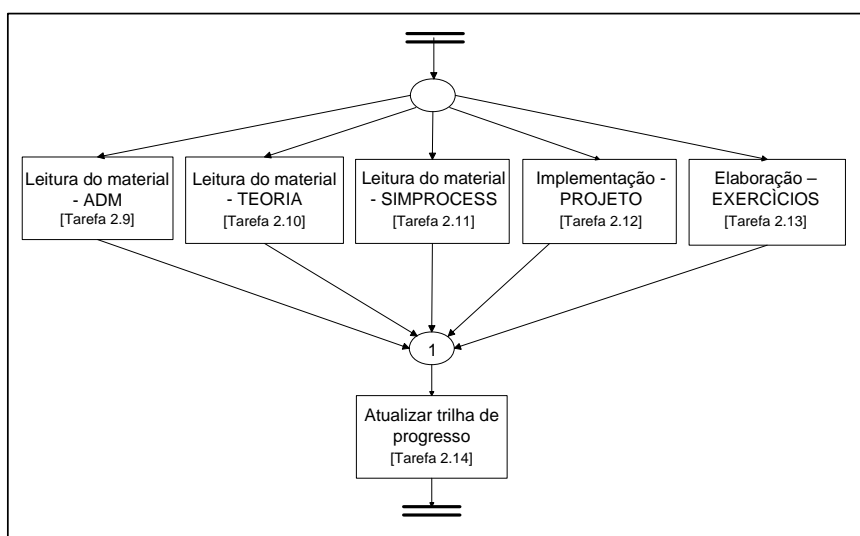 Leitura do material
- ADM
[Tarefa 2.9]
Leitura do material
- TEORIA
[Tarefa 2.10]
Leitura do material
- SIMPROCESS
[Tarefa 2.11]
Implementação -
PROJETO
[Tarefa 2.12]
Elaboração –
EXERCÌCIOS
[Tarefa 2.13]
1
Atualizar trilha de
progresso
[Tarefa 2.14]